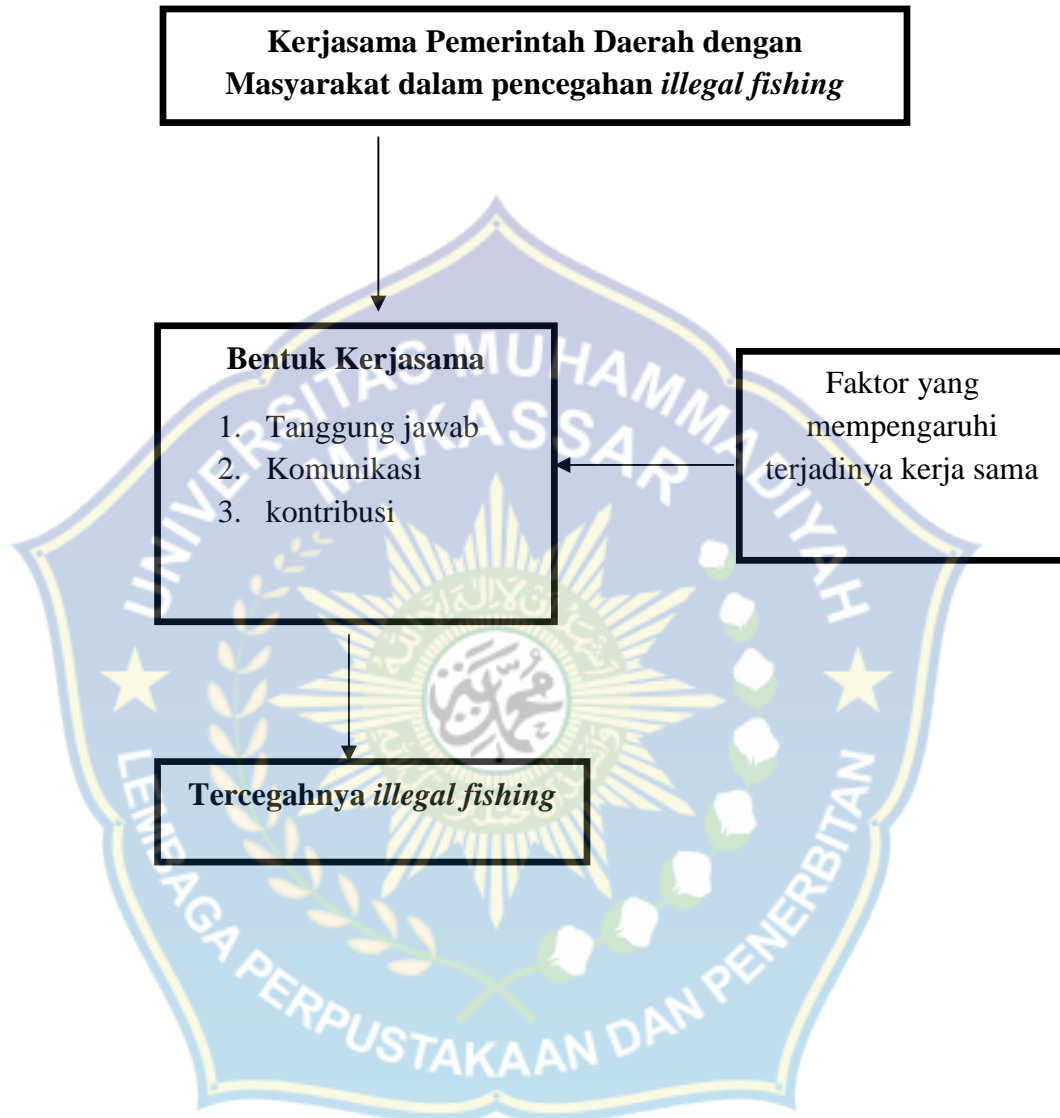 Kerjasama Pemerintah Daerah dengan
Masyarakat dalam pencegahan illegal fishing
Bentuk Kerjasama
1. Tanggung jawab
2. Komunikasi
3. kontribusi
Faktor yang
mempengaruhi
terjadinya kerja sama
Tercegahnya illegal fishing
UNIVERSITAS MUHAMMADIYAH
MAKASSAR
LEMBAGA PERPUSTAKAAN DAN PENERBITAN